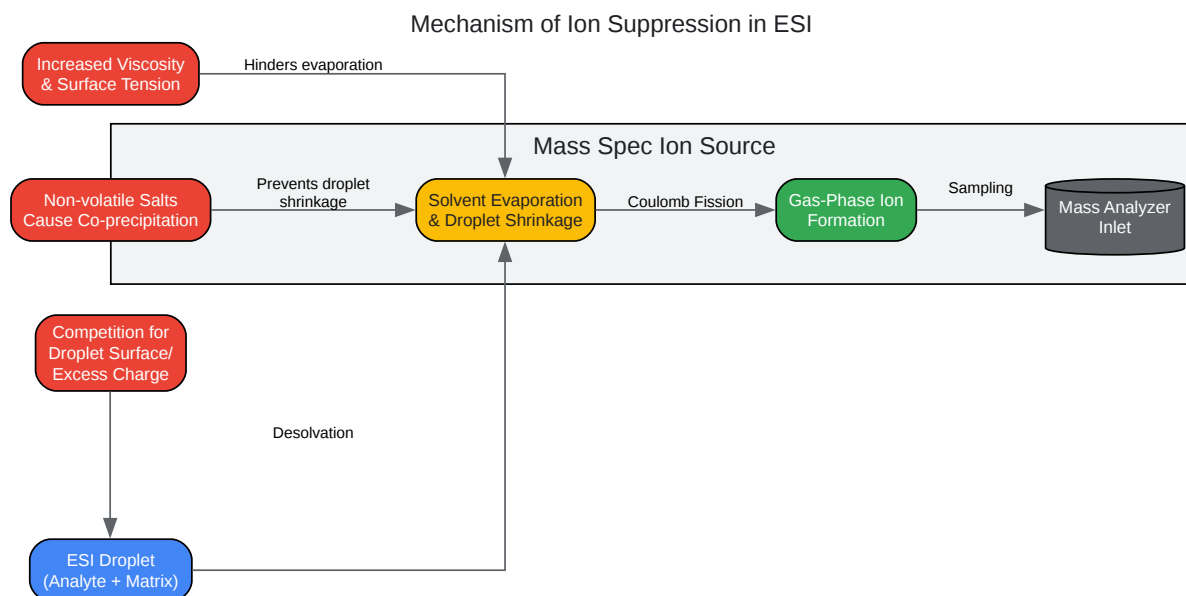 Mechanism of Ion Suppression in ESI
Increased Viscosity
& Surface Tension
Hinders evaporation
Mass Spec Ion Source
Non-volatile Salts
Cause Co-precipitation
Prevents droplet
shrinkage
Solvent Evaporation
& Droplet Shrinkage
Coulomb Fission
Gas-Phase Ion
Formation
Sampling
Mass Analyzer
Inlet
Competition for
Droplet Surface/
Excess Charge
Desolvation
ESI Droplet
(Analyte + Matrix)